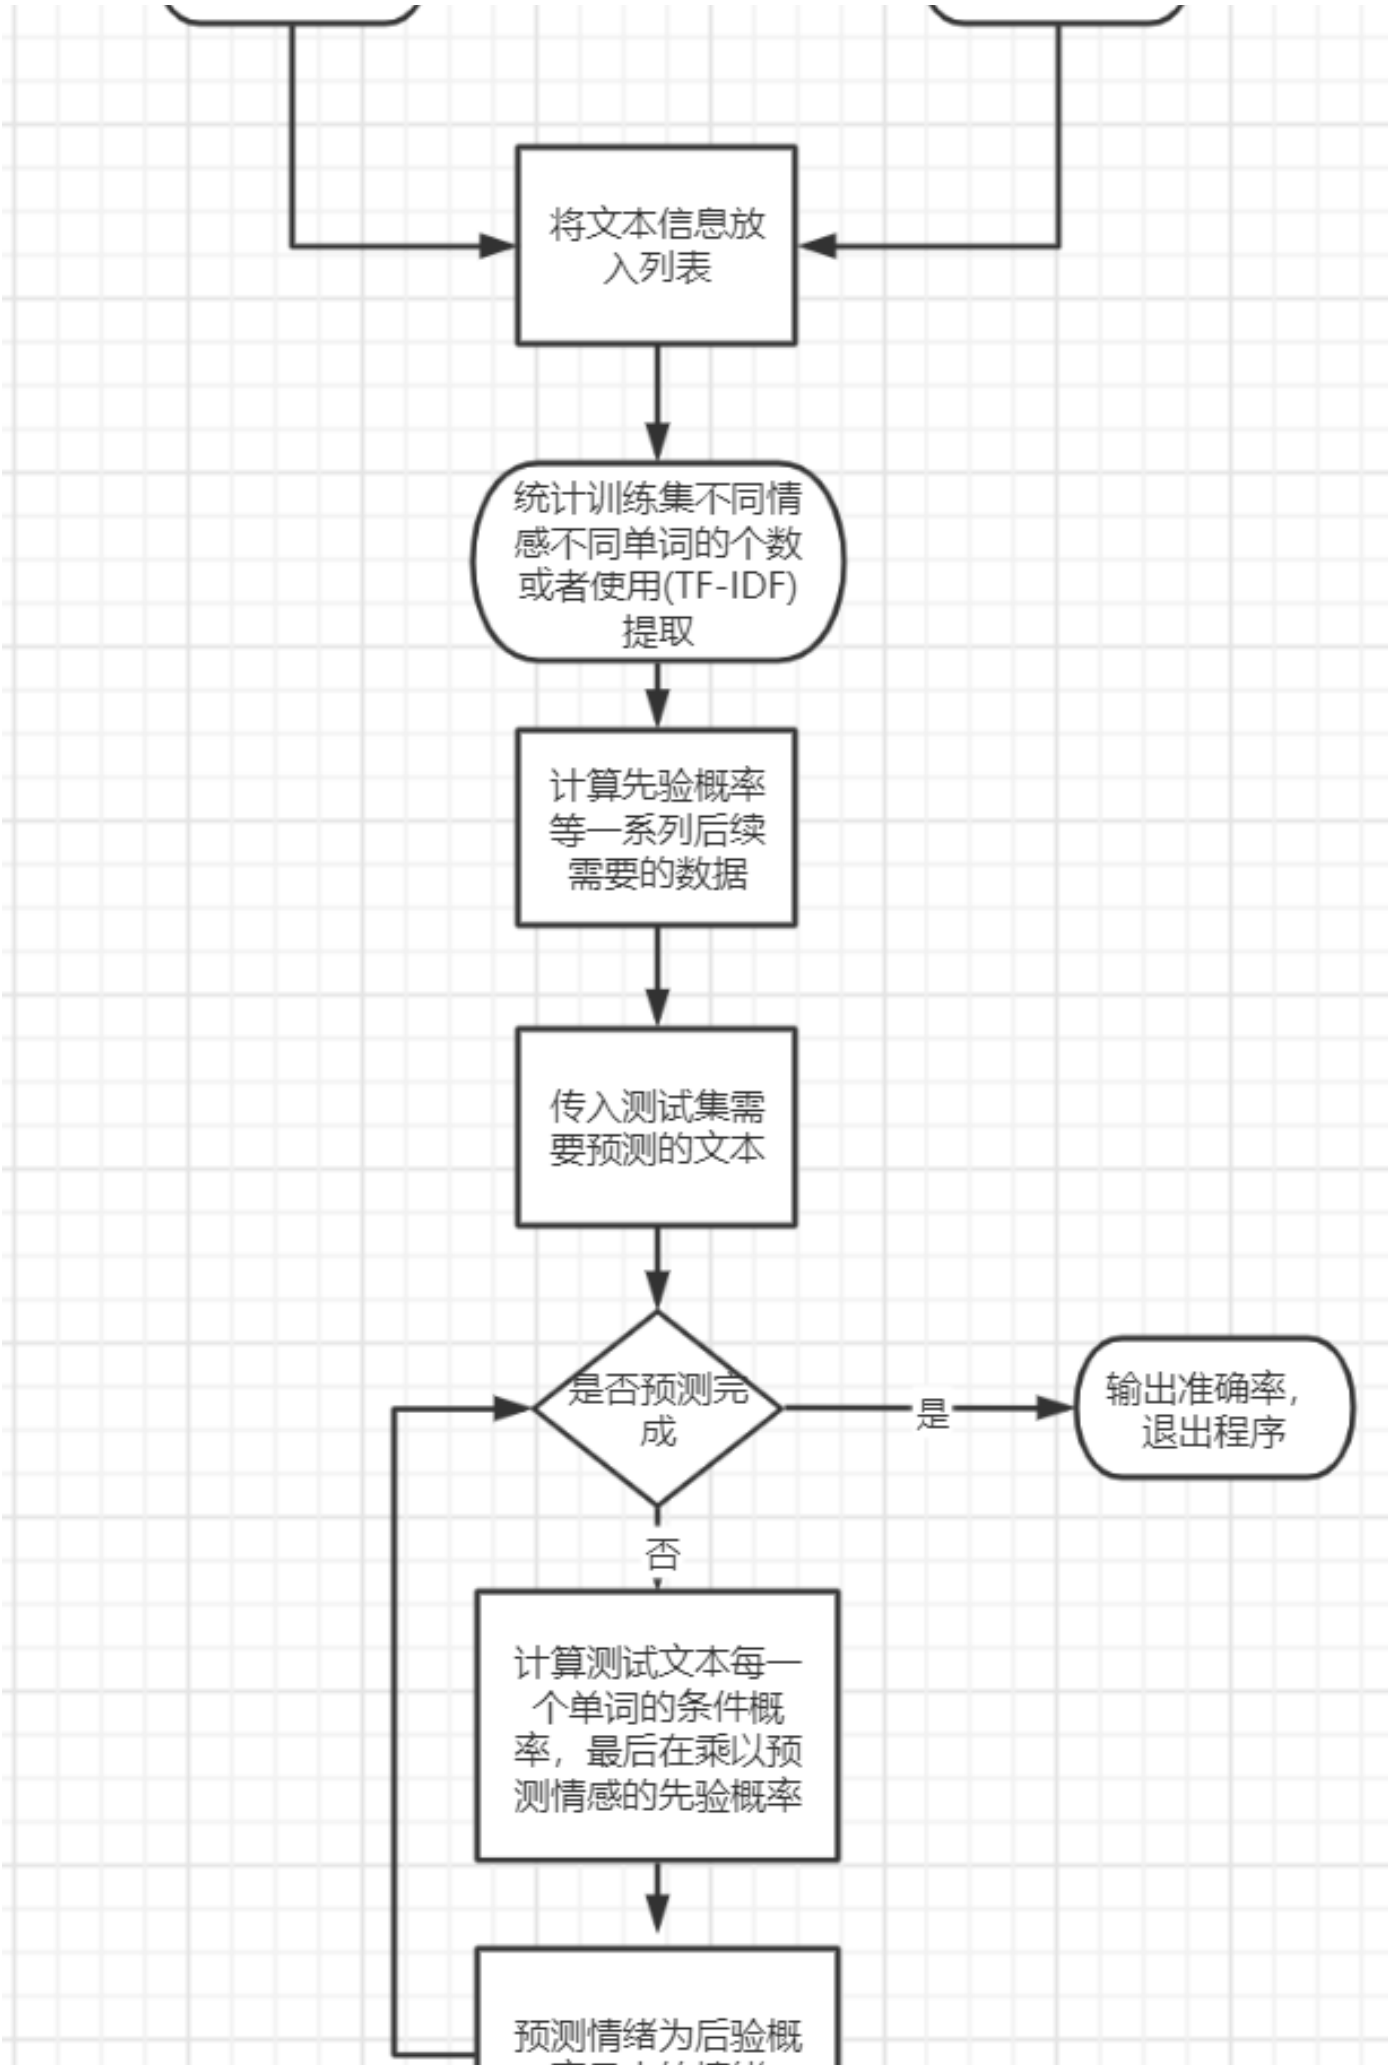 将文本信息放
入列表
统计训练集不同情
感不同单词的个数
或者使用(TF-IDF)
提取
计算先验概率
等一系列后续
需要的数据
传入测试集需
要预测的文本
是否预测完
成
是
输出准确率，
退出程序
否
计算测试文本每一
个单词的条件概
率，最后在乘以预
测情感的先验概率
预测情绪为后验概